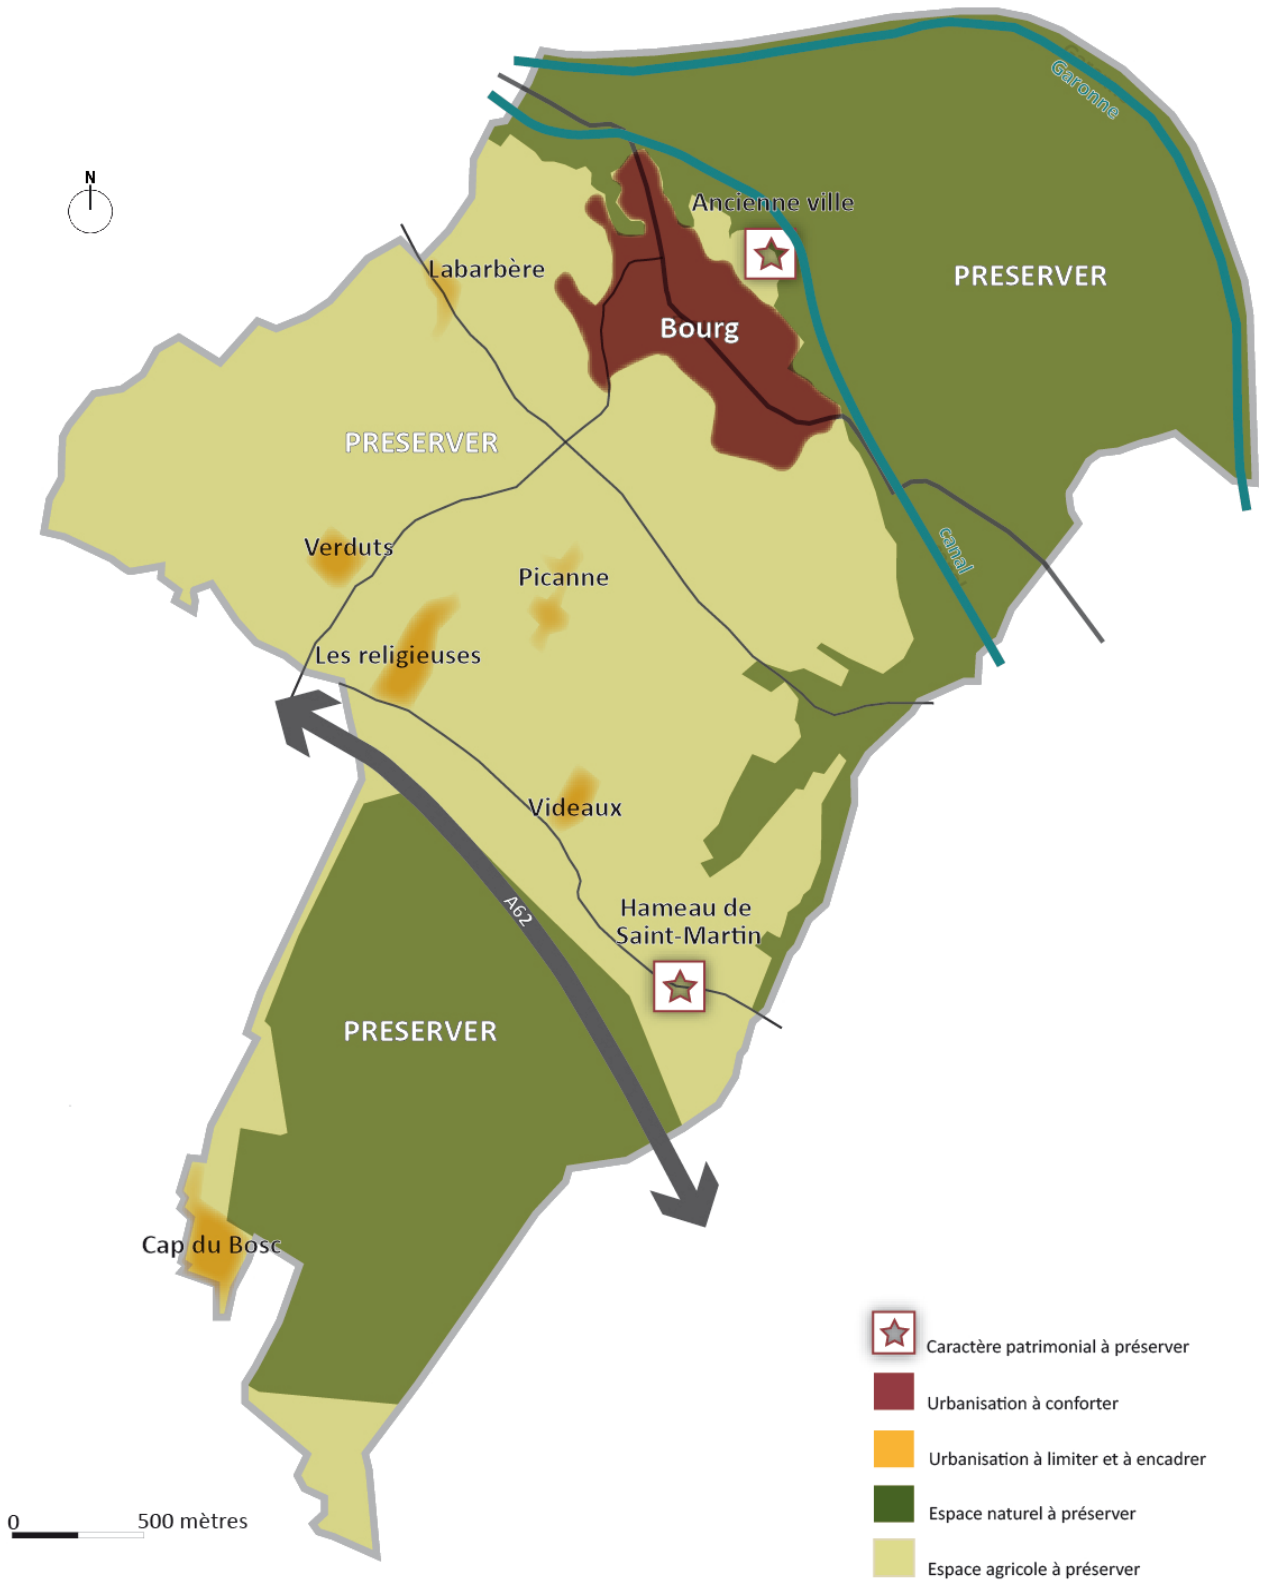 Garonne
N
Ancienne ville
Labarbère
PRESERVER
Bourg
PRESERVER
canal
Verduts
Picanne
Les religieuses
Videaux
A62
Hameau de
Saint-Martin
PRESERVER
Cap du Bosc
Caractère patrimonial à préserver
Urbanisation à conforter
Urbanisation à limiter et à encadrer
Espace naturel à préserver
0 500 mètres
Espace agricole à préserver